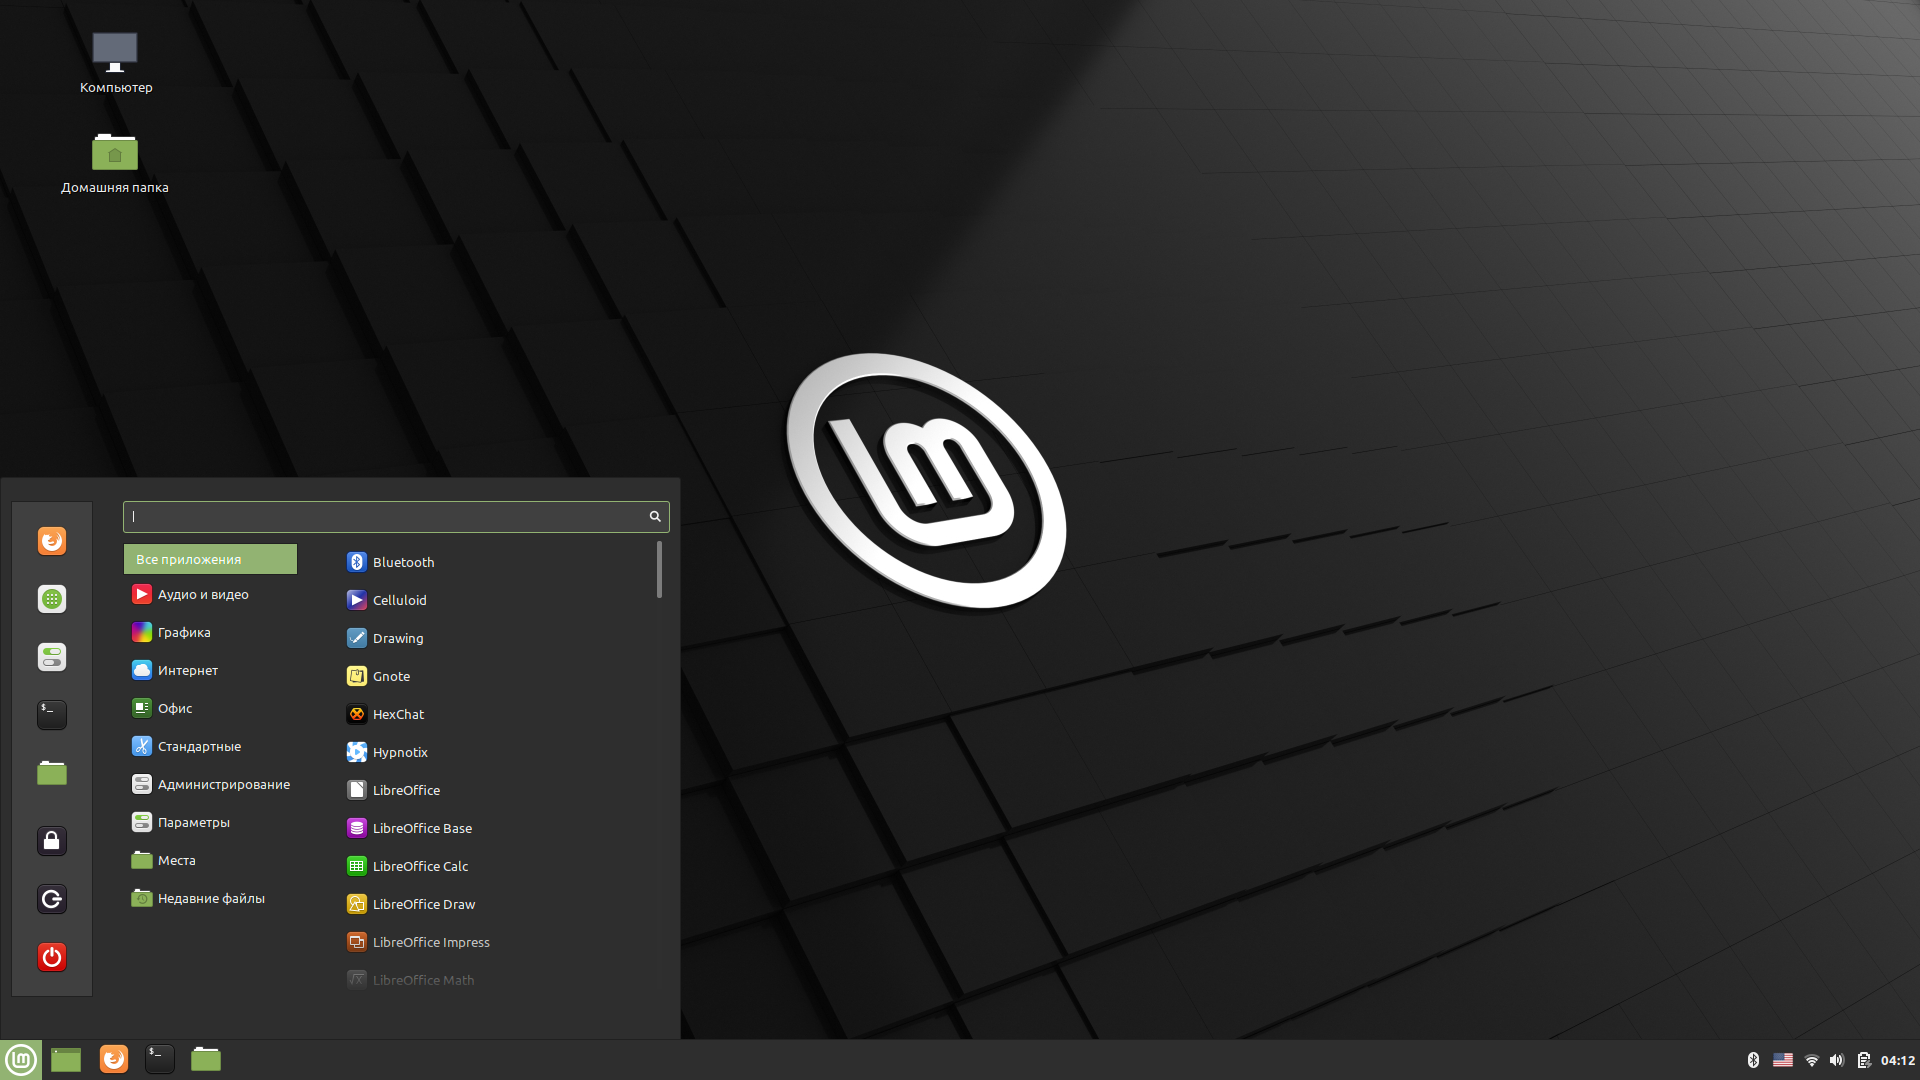 Компьютер
Домашняя папка
Все приложения
Аудио и видео
Графика
Интернет
Офис
Стандартные
Администрирование
Параметры
Места
Недавние файлы
Bluetooth
Celluloid
Drawing
Gnote
HexChat
Hypnotix
LibreOffice
LibreOffice Base
LibreOffice Calc
LibreOffice Draw
LibreOffice Impress
LibreOffice Math
04:12